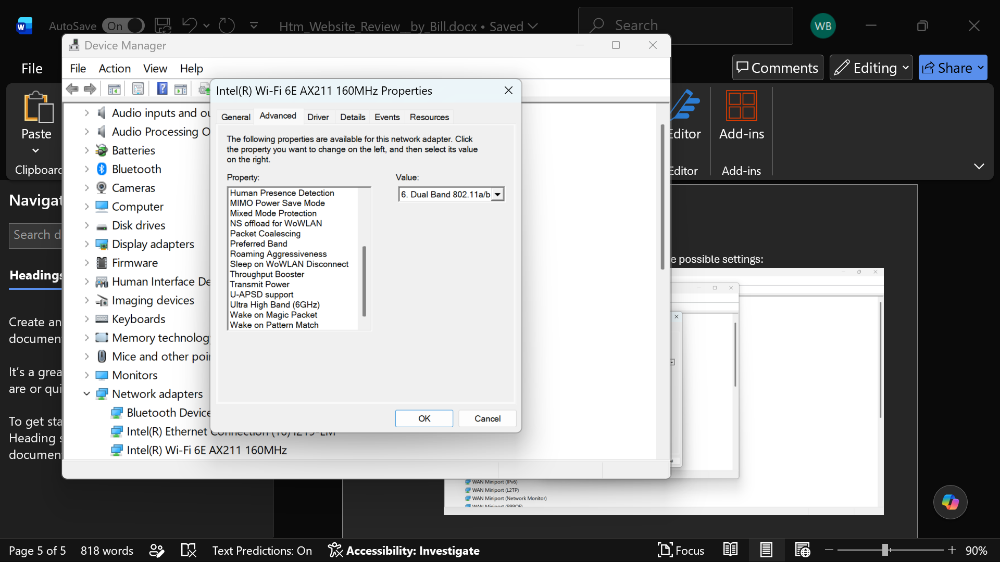 AutoSave On
Htm_Website_Review__by_Bill.docx • Saved
Search
WB
File
Comments
Editing
Share
Paste
Clipboard
Editor
Editor
Add-ins
Add-ins
Device Manager
File Action View Help
Audio inputs and ou
Audio Processing O
Batteries
Bluetooth
Cameras
Computer
Disk drives
Display adapters
Firmware
Human Interface De
Imaging devices
Keyboards
Memory technology
Mice and other poin
Monitors
Network adapters
Bluetooth Device
Intel(R) Ethernet Connection (16) I219-LM
Intel(R) Wi-Fi 6E AX211 160MHz
Intel(R) Wi-Fi 6E AX211 160MHz Properties
General Advanced Driver Details Events Resources
The following properties are available for this network adapter. Click
the property you want to change on the left, and then select its value
on the right.
Property:
Value:
Human Presence Detection
MIMO Power Save Mode
Mixed Mode Protection
NS offload for WoWLAN
Packet Coalescing
Preferred Band
Roaming Aggressiveness
Sleep on WoWLAN Disconnect
Throughput Booster
Transmit Power
U-APSD support
Ultra High Band (6GHz)
Wake on Magic Packet
Wake on Pattern Match
6. Dual Band 802.11a/b
OK
Cancel
Navigat
Search d
Headings
Create an
document
It's a grea
are or qui
To get sta
Heading s
document
e possible settings:
WAN Miniport (IPv6)
WAN Miniport (L2TP)
WAN Miniport (Network Monitor)
WAN Miniport (PPPOE)
Page 5 of 5
818 words
Text Predictions: On
Accessibility: Investigate
Focus
90%